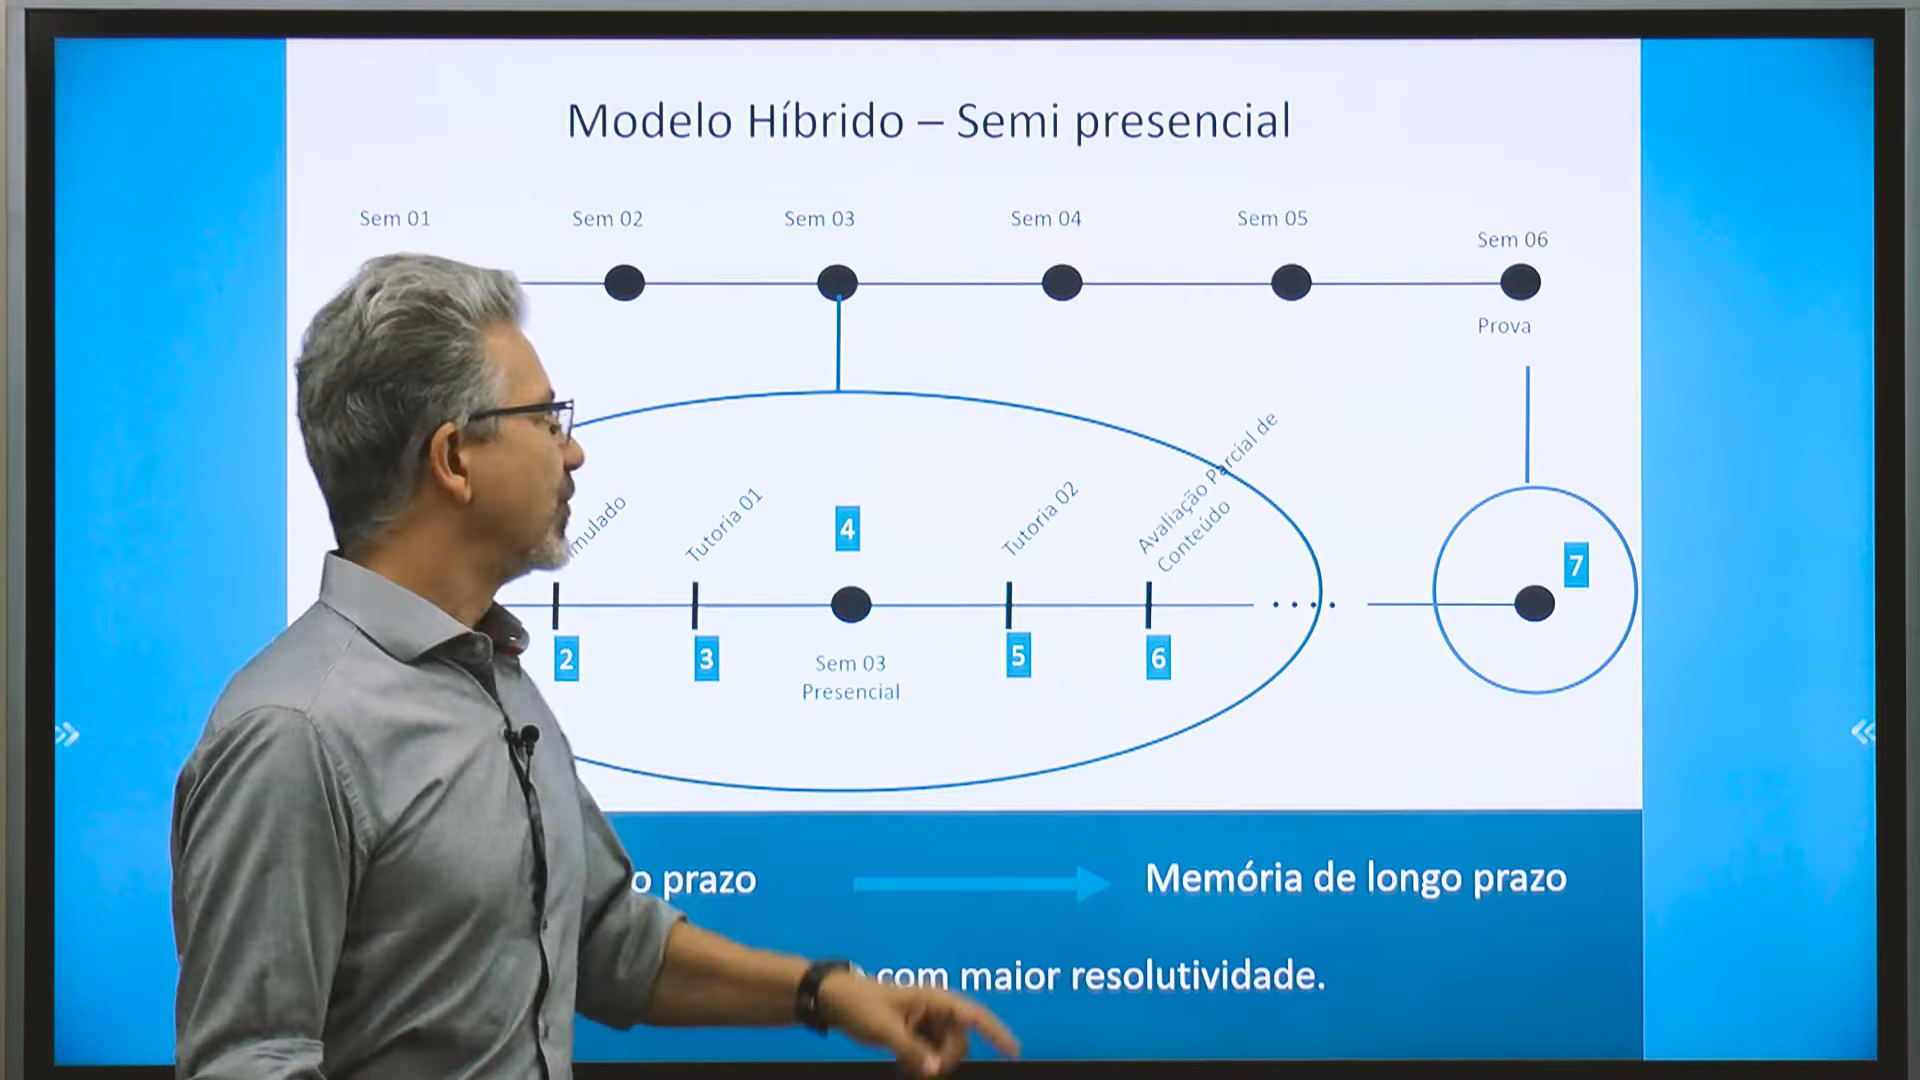 Modelo Híbrido – Semi presencial
Sem 01
Sem 02
Sem 03
Sem 04
Sem 05
Sem 06
Prova
Tutoria 01
4
Tutoria 02
Avaliação Parcial de
Conteúdo
7
2
3
5
6
Sem 03
Presencial
prazo
Memória de longo prazo
com maior resolutividade.